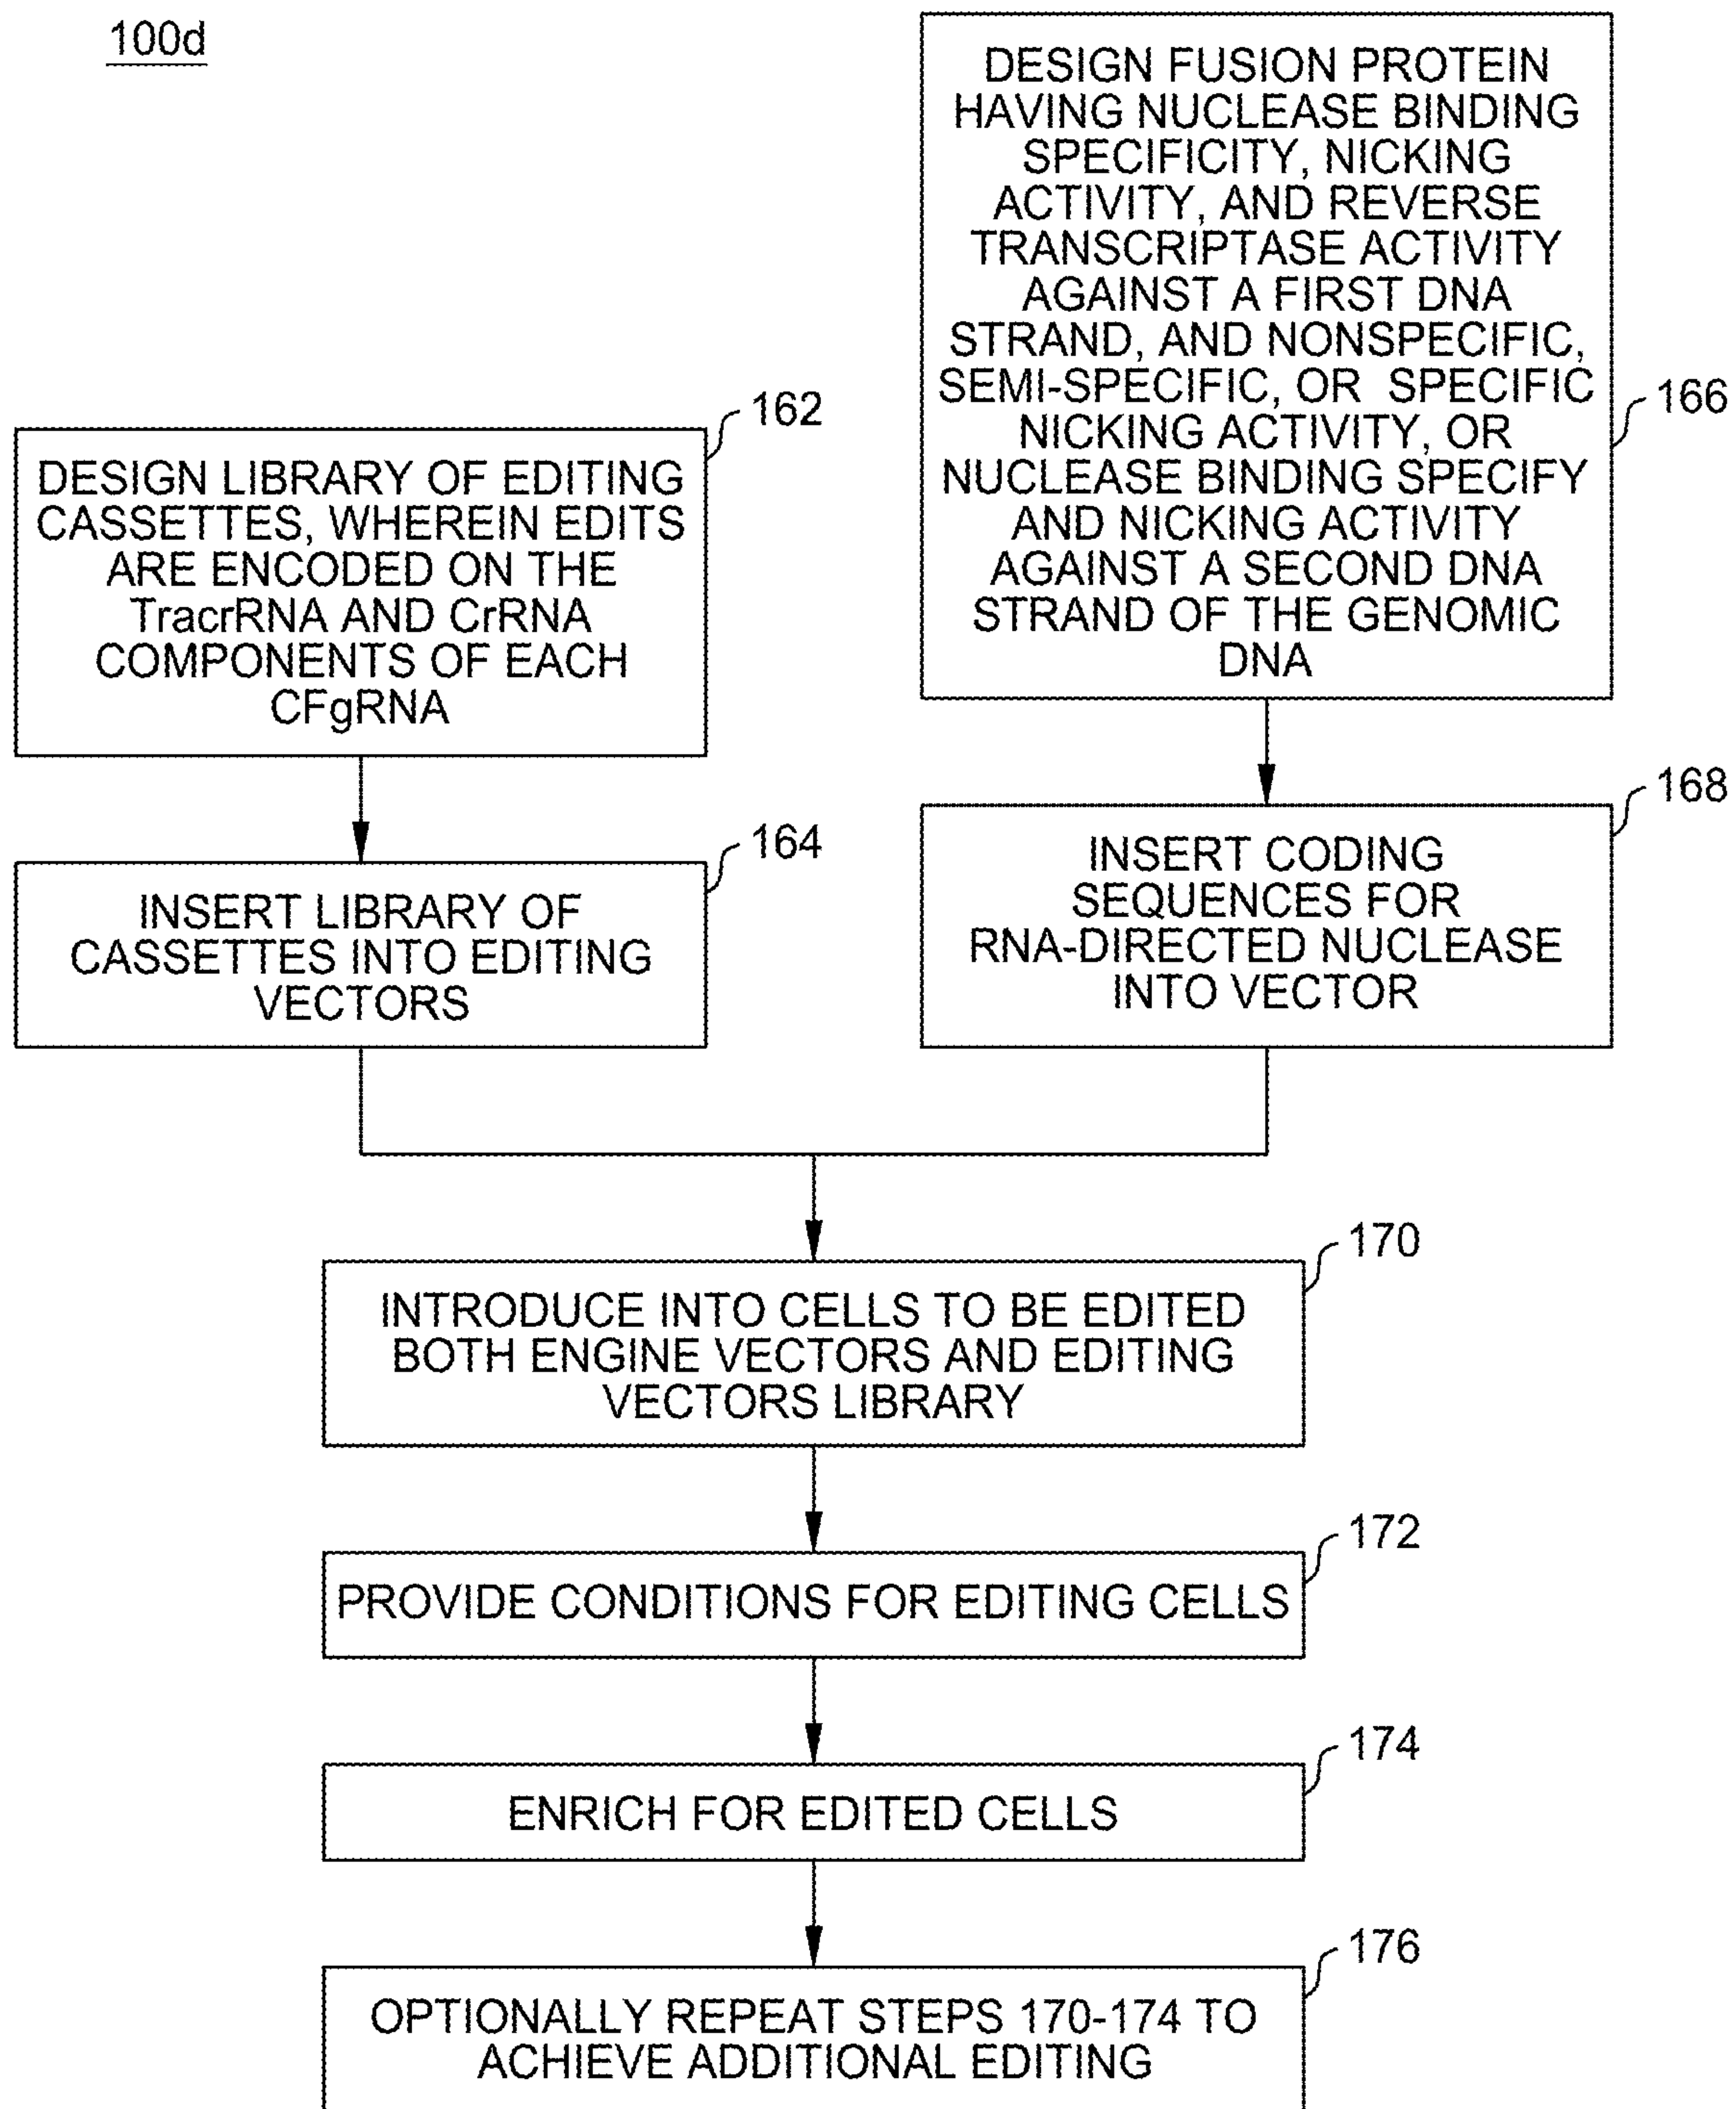 100d
DESIGN FUSION PROTEIN
HAVING NUCLEASE BINDING
SPECIFICITY, NICKING
ACTIVITY, AND REVERSE
TRANSCRIPTASE ACTIVITY
AGAINST A FIRST DNA
STRAND, AND NONSPECIFIC,
SEMI-SPECIFIC, OR SPECIFIC
NICKING ACTIVITY, OR
NUCLEASE BINDING SPECIFY
AND NICKING ACTIVITY
AGAINST A SECOND DNA
STRAND OF THE GENOMIC
DNA
166
162
DESIGN LIBRARY OF EDITING
CASSETTES, WHEREIN EDITS
ARE ENCODED ON THE
TracrRNA AND CrRNA
COMPONENTS OF EACH
CFgRNA
168
INSERT CODING
SEQUENCES FOR
RNA-DIRECTED NUCLEASE
INTO VECTOR
164
INSERT LIBRARY OF
CASSETTES INTO EDITING
VECTORS
170
INTRODUCE INTO CELLS TO BE EDITED
BOTH ENGINE VECTORS AND EDITING
VECTORS LIBRARY
172
PROVIDE CONDITIONS FOR EDITING CELLS
174
ENRICH FOR EDITED CELLS
176
OPTIONALLY REPEAT STEPS 170-174 TO
ACHIEVE ADDITIONAL EDITING